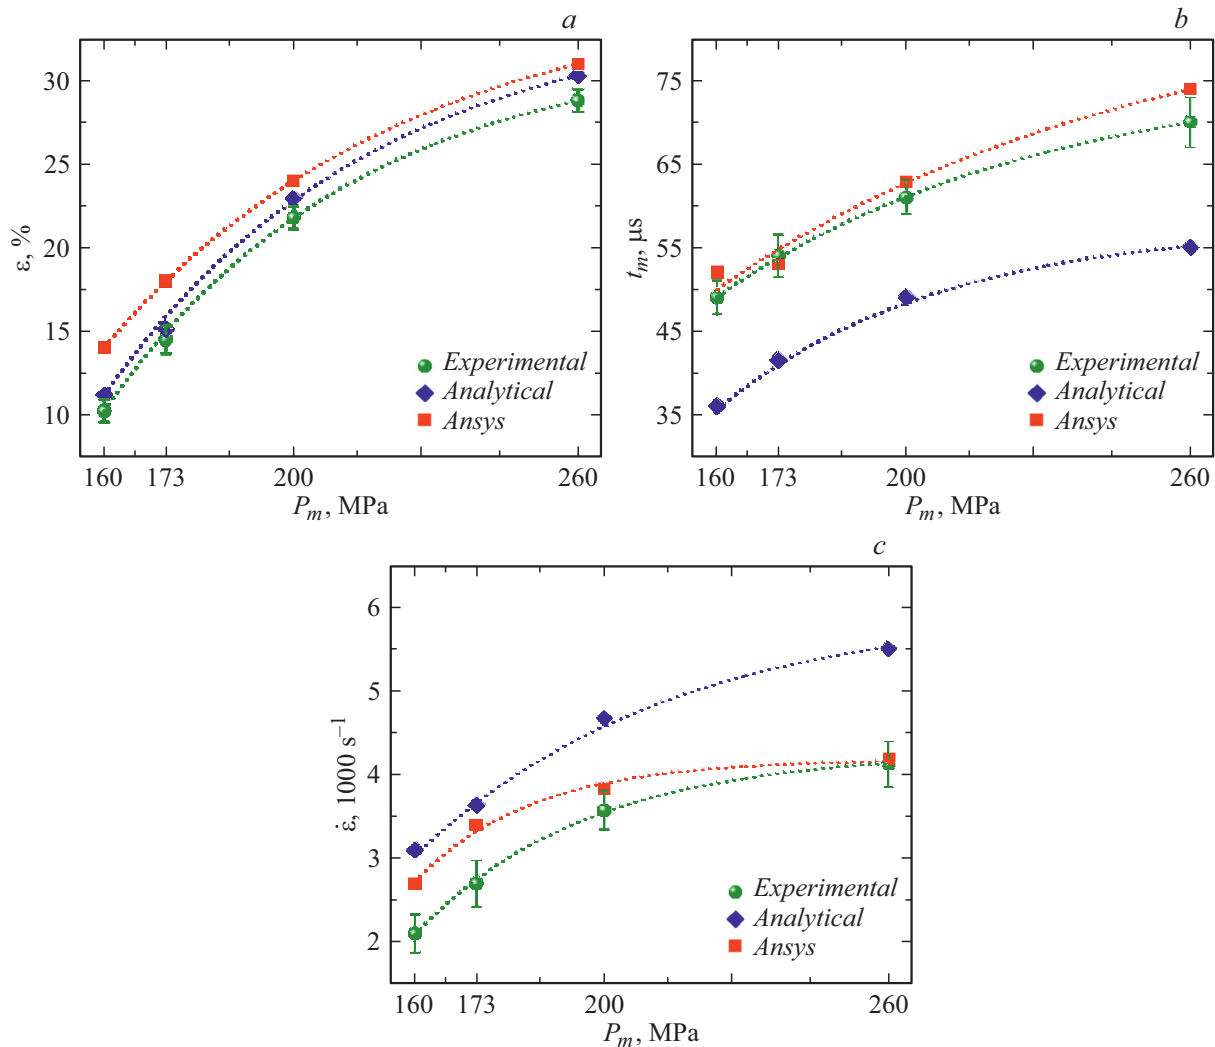 a
30
25
20
15
10
ε, %
Experimental
Analytical
Ansys
160 173 200 260
P_m, MPa
b
75
65
55
45
35
t_m, μs
Experimental
Analytical
Ansys
160 173 200 260
P_m, MPa
c
6
5
4
3
2
ε̇, 1000 s⁻¹
Experimental
Analytical
Ansys
160 173 200 260
P_m, MPa